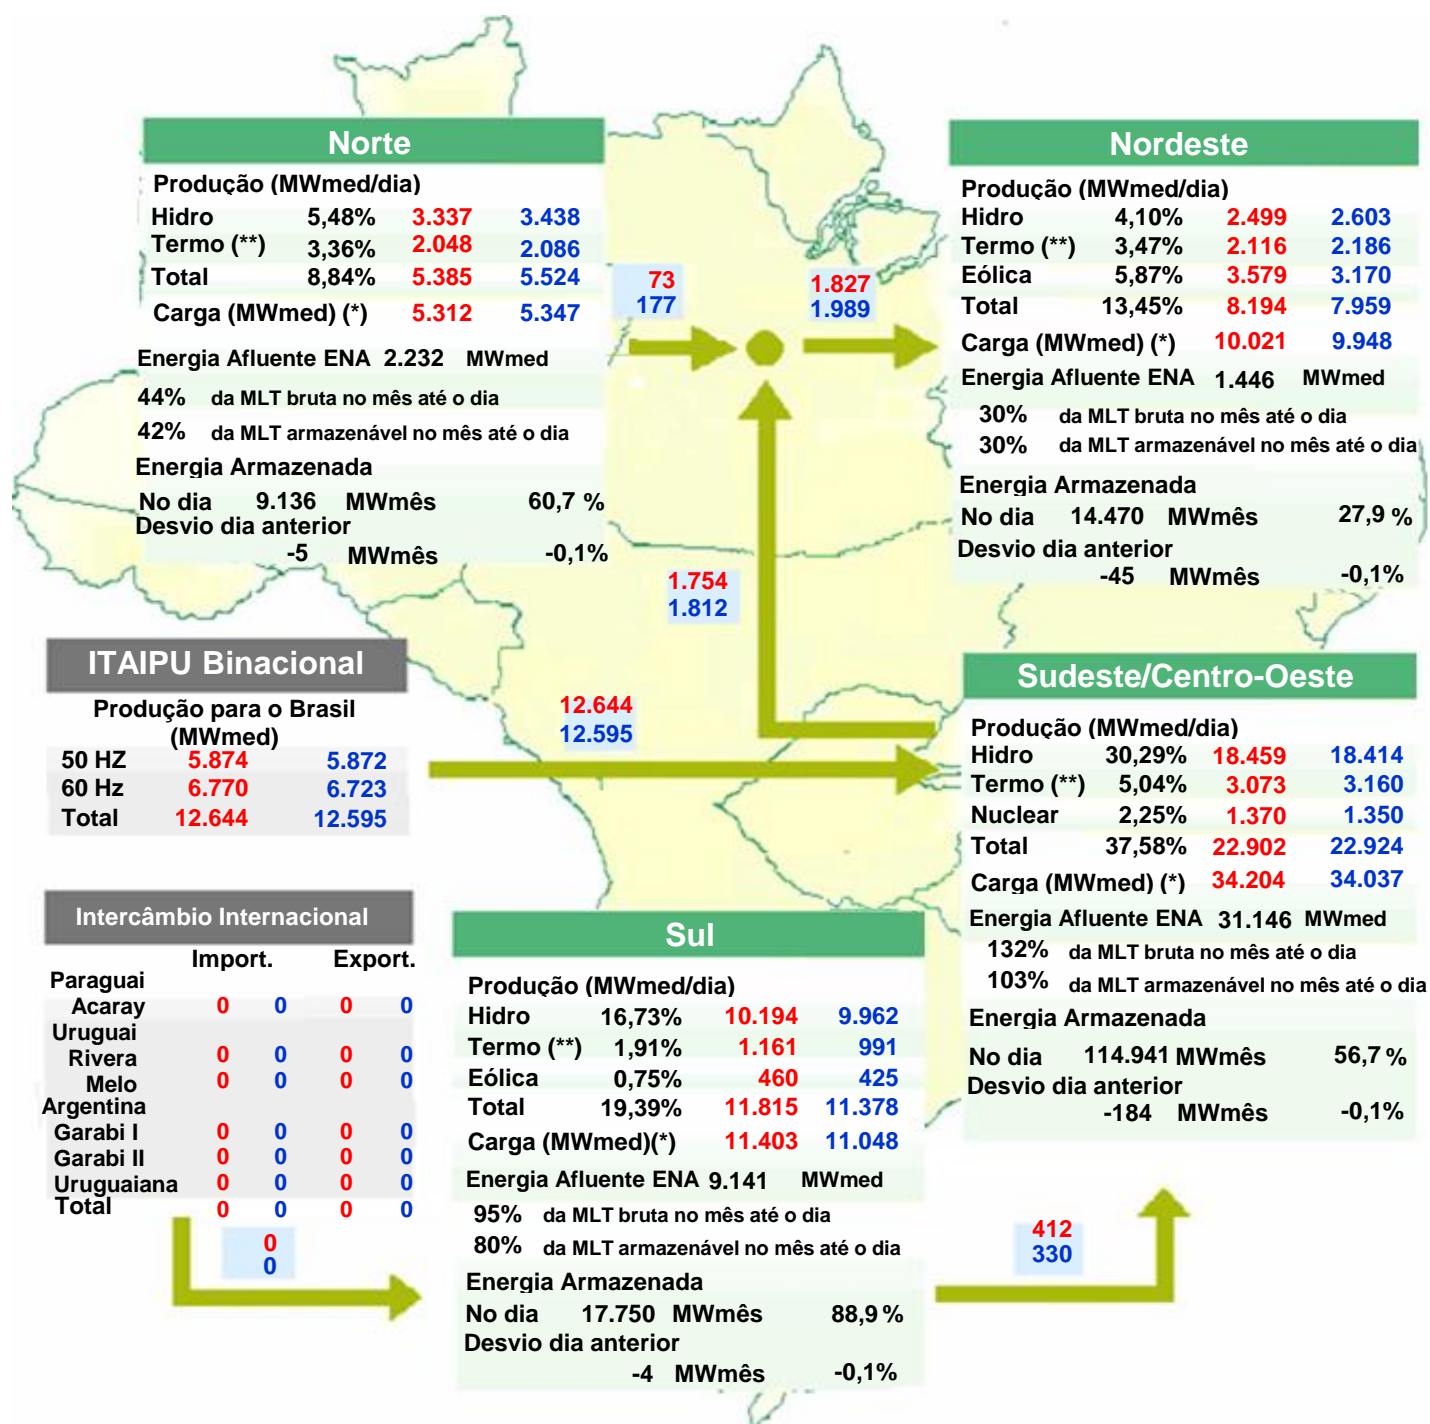 Norte
Produção (MWmed/dia)
Hidro 5,48% 3.337 3.438
Termo (**) 3,36% 2.048 2.086
Total 8,84% 5.385 5.524
Carga (MWmed) (*) 5.312 5.347
Energia Afluente ENA 2.232 MWmed
44% da MLT bruta no mês até o dia
42% da MLT armazenável no mês até o dia
Energia Armazenada
No dia 9.136 MWmês 60,7 %
Desvio dia anterior
-5 MWmês -0,1%
73
177
1.827
1.989
Nordeste
Produção (MWmed/dia)
Hidro 4,10% 2.499 2.603
Termo (**) 3,47% 2.116 2.186
Eólica 5,87% 3.579 3.170
Total 13,45% 8.194 7.959
Carga (MWmed) (*) 10.021 9.948
Energia Afluente ENA 1.446 MWmed
30% da MLT bruta no mês até o dia
30% da MLT armazenável no mês até o dia
Energia Armazenada
No dia 14.470 MWmês 27,9 %
Desvio dia anterior
-45 MWmês -0,1%
1.754
1.812
ITAIPU Binacional
Produção para o Brasil
(MWmed)
50 HZ 5.874 5.872
60 Hz 6.770 6.723
Total 12.644 12.595
12.644
12.595
Sudeste/Centro-Oeste
Produção (MWmed/dia)
Hidro 30,29% 18.459 18.414
Termo (**) 5,04% 3.073 3.160
Nuclear 2,25% 1.370 1.350
Total 37,58% 22.902 22.924
Carga (MWmed) (*) 34.204 34.037
Energia Afluente ENA 31.146 MWmed
132% da MLT bruta no mês até o dia
103% da MLT armazenável no mês até o dia
Energia Armazenada
No dia 114.941 MWmês 56,7 %
Desvio dia anterior
-184 MWmês -0,1%
Intercâmbio Internacional
Import. Export.
Paraguai
Acaray 0 0 0 0
Uruguai
Rivera 0 0 0 0
Melo 0 0 0 0
Argentina
Garabi I 0 0 0 0
Garabi II 0 0 0 0
Uruguaiana 0 0 0 0
Total 0 0 0 0
0
0
Sul
Produção (MWmed/dia)
Hidro 16,73% 10.194 9.962
Termo (**) 1,91% 1.161 991
Eólica 0,75% 460 425
Total 19,39% 11.815 11.378
Carga (MWmed)(*) 11.403 11.048
Energia Afluente ENA 9.141 MWmed
95% da MLT bruta no mês até o dia
80% da MLT armazenável no mês até o dia
Energia Armazenada
No dia 17.750 MWmês 88,9 %
Desvio dia anterior
-4 MWmês -0,1%
412
330